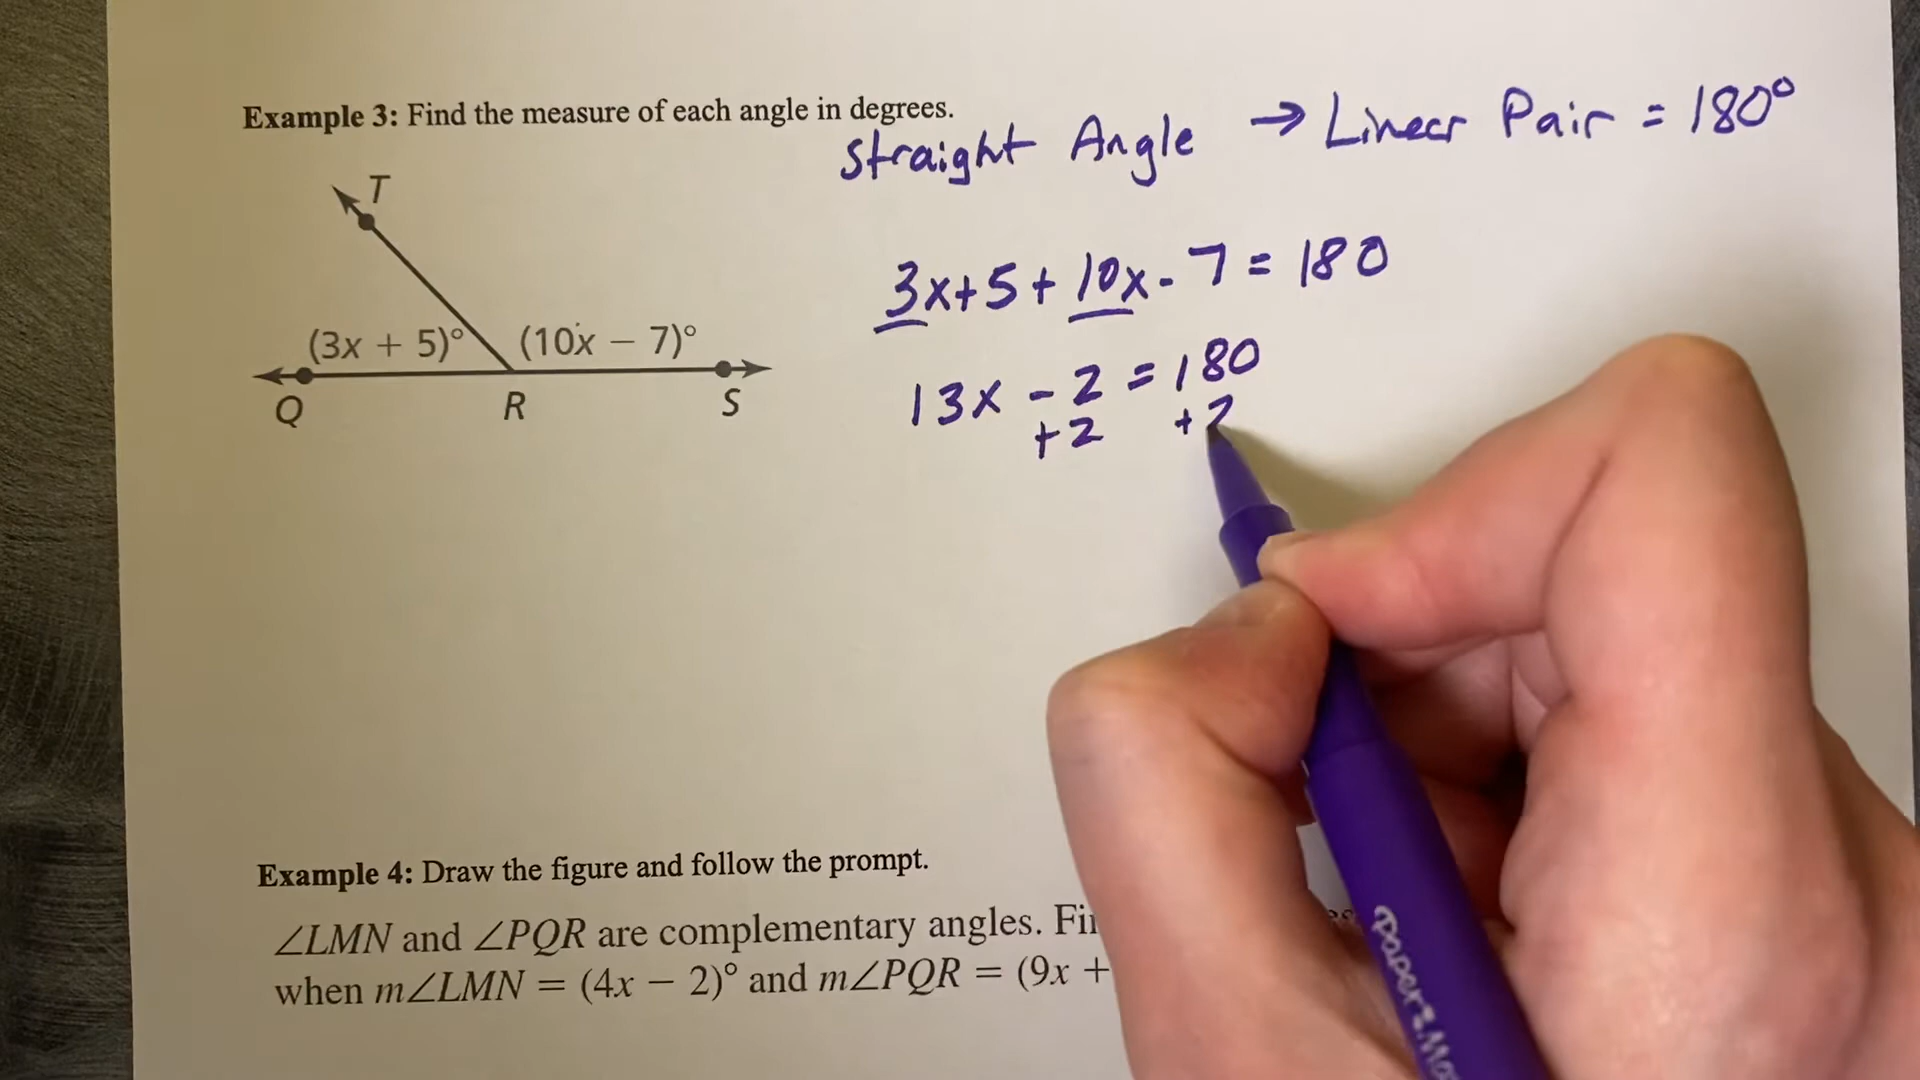 Example 3: Find the measure of each angle in degrees.
Straight Angle → Linear Pair = 180°
T
3x+5+10x-7=180
(3x + 5)° (10x − 7)°
13x - 2 = 180
+2 +2
Q R S
Example 4: Draw the figure and follow the prompt.
∠LMN and ∠PQR are complementary angles.
when m∠LMN = (4x − 2)° and m∠PQR = (9x +